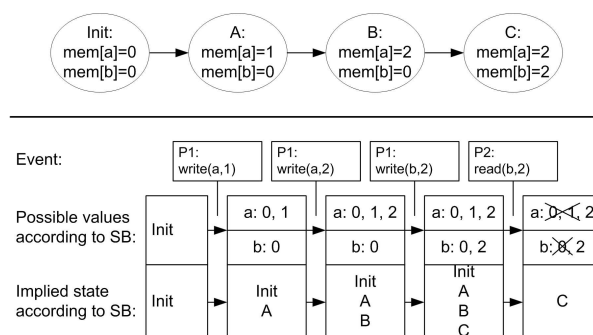 Init:
mem[a]=0
mem[b]=0
A:
mem[a]=1
mem[b]=0
B:
mem[a]=2
mem[b]=0
C:
mem[a]=2
mem[b]=2
Event:
P1:
write(a,1)
P1:
write(a,2)
P1:
write(b,2)
P2:
read(b,2)
Possible values
according to SB:
Init
a: 0, 1
b: 0
a: 0, 1, 2
b: 0
a: 0, 1, 2
b: 0, 2
a: 0, 1, 2
b: 0, 2
Implied state
according to SB:
Init
Init
A
Init
A
B
Init
A
B
C
C